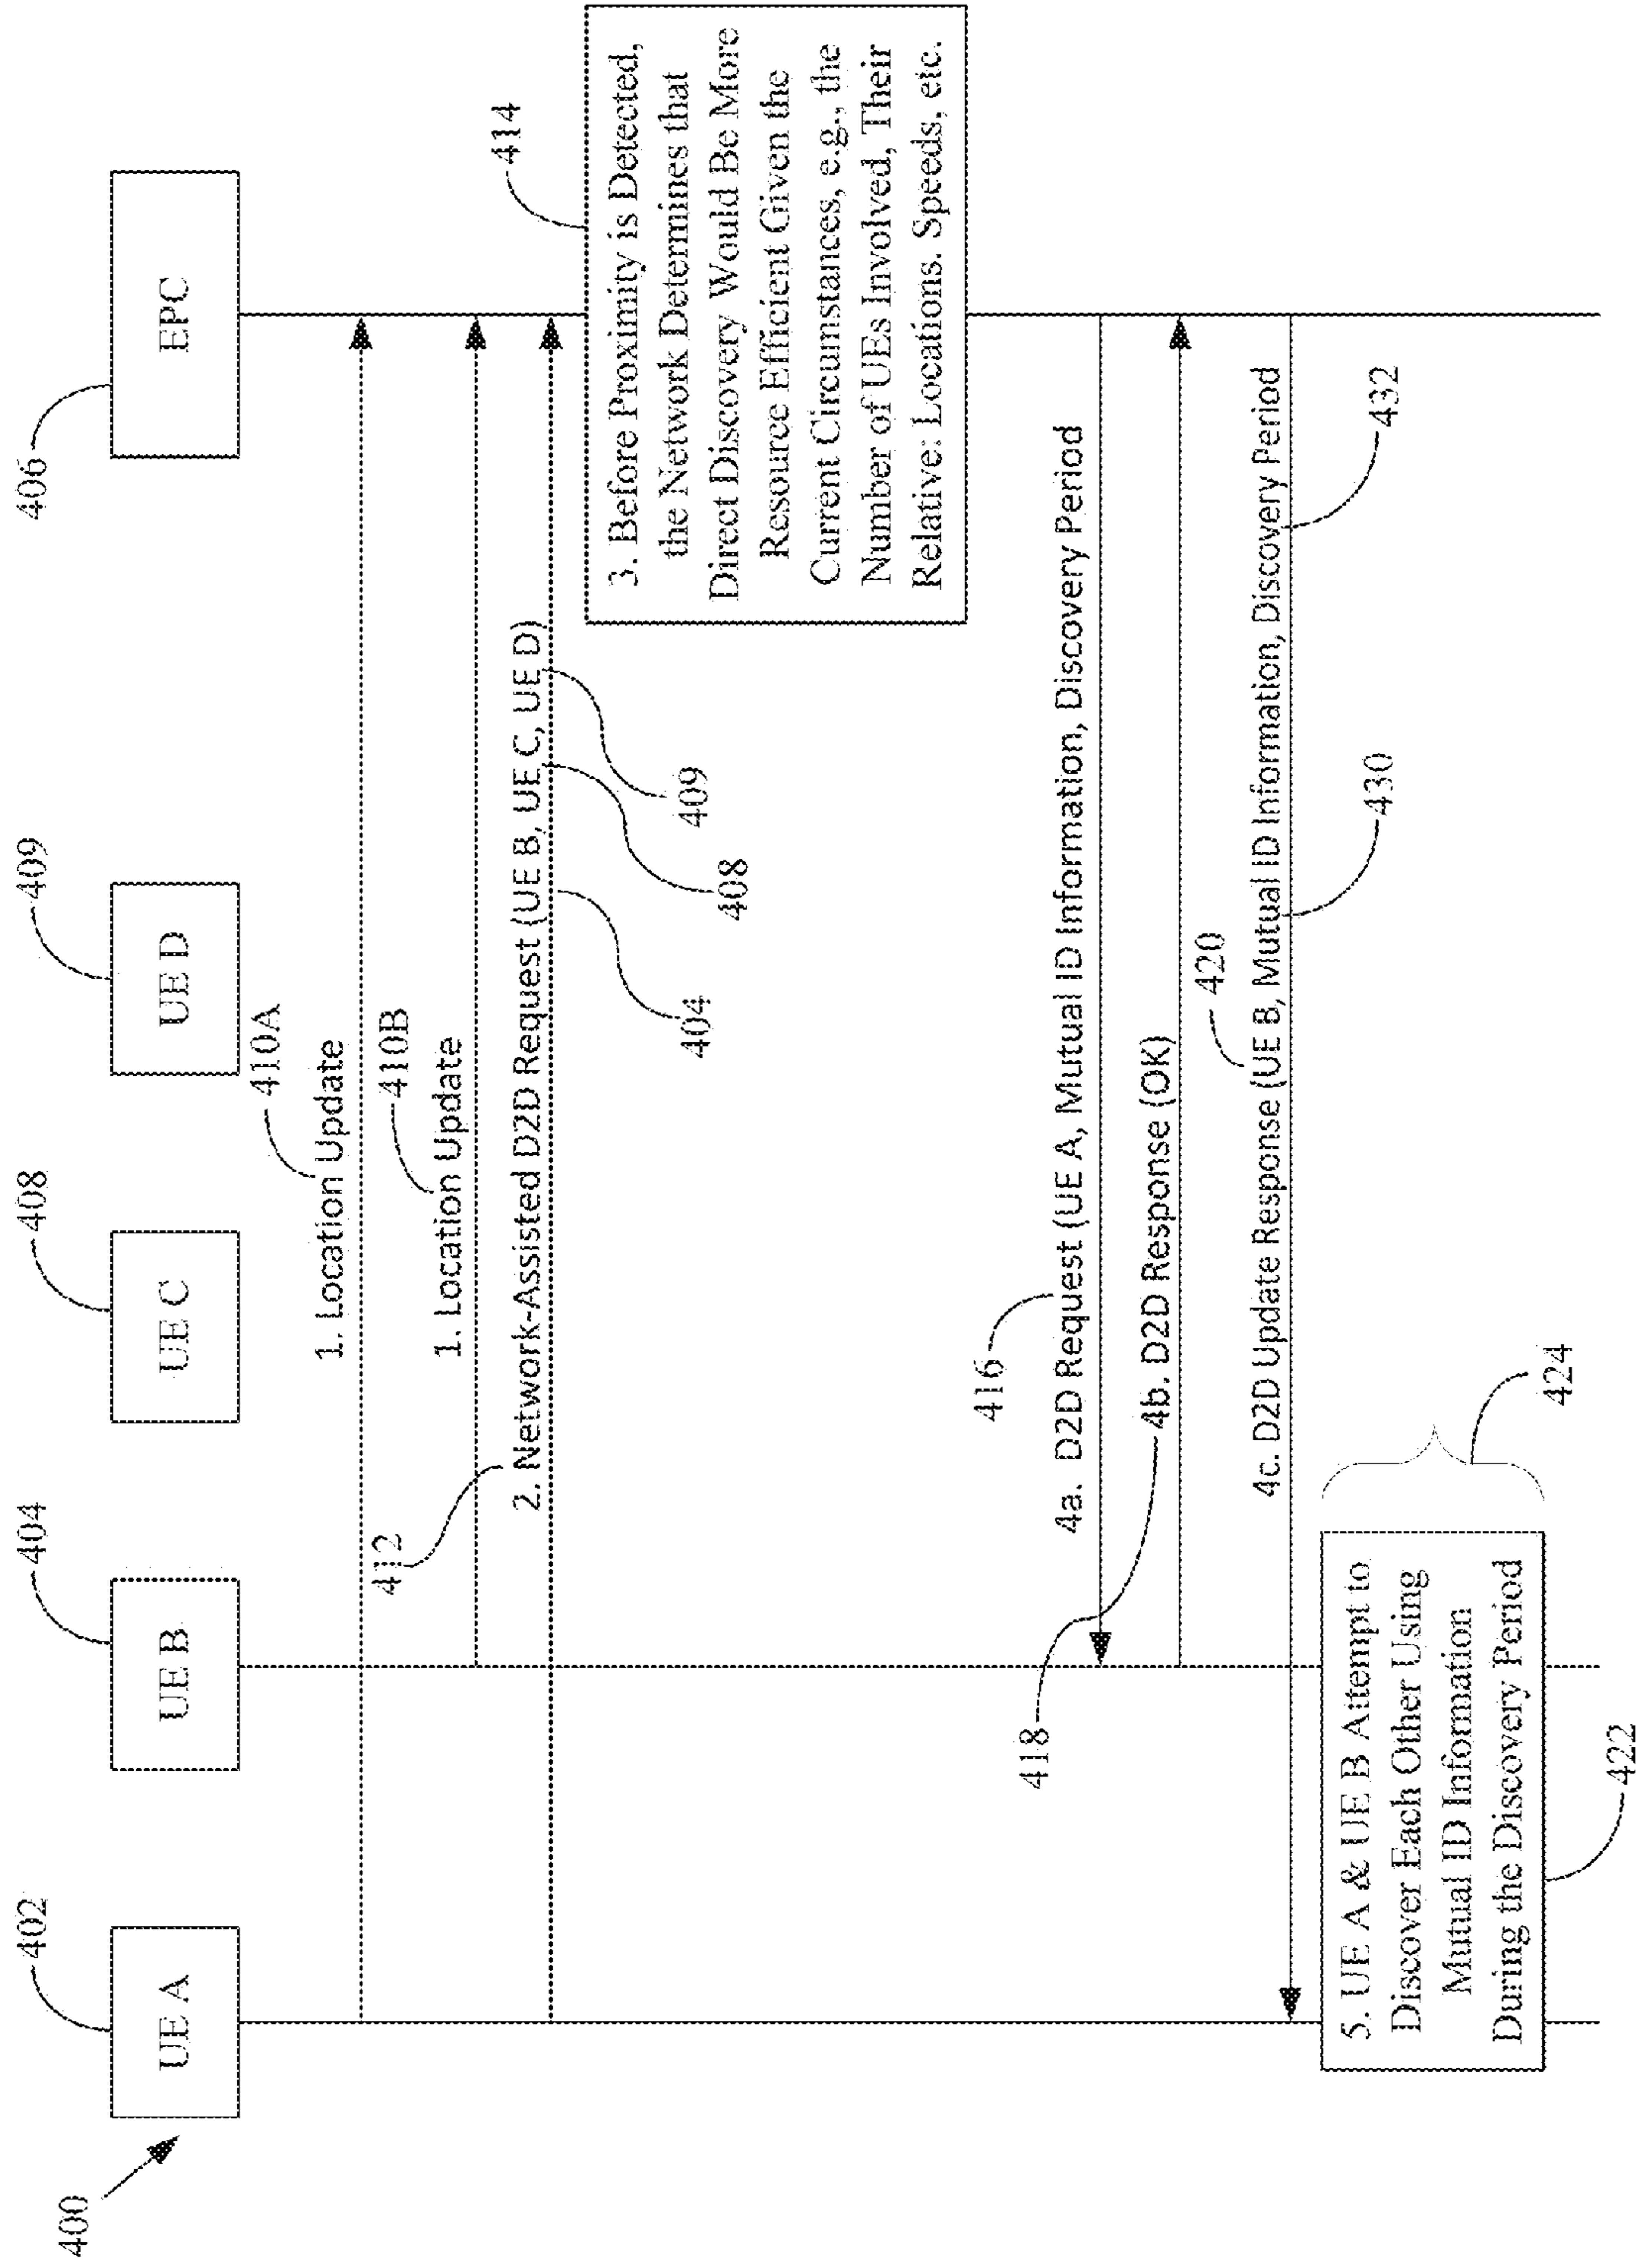 400
402
UE A
404
UE B
408
UE C
409
UE D
406
EPC
410A
1. Location Update
410B
1. Location Update
412
2. Network-Assisted D2D Request (UE B, UE C, UE D)
404
408
409
414
3. Before Proximity is Detected,
the Network Determines that
Direct Discovery Would Be More
Resource Efficient Given the
Current Circumstances, e.g., the
Number of UEs Involved, Their
Relative: Locations. Speeds, etc.
416
4a. D2D Request (UE A, Mutual ID Information, Discovery Period
418
4b. D2D Response (OK)
420
4c. D2D Update Response (UE B, Mutual ID Information, Discovery Period
430
432
5. UE A & UE B Attempt to
Discover Each Other Using
Mutual ID Information
During the Discovery Period
422
424